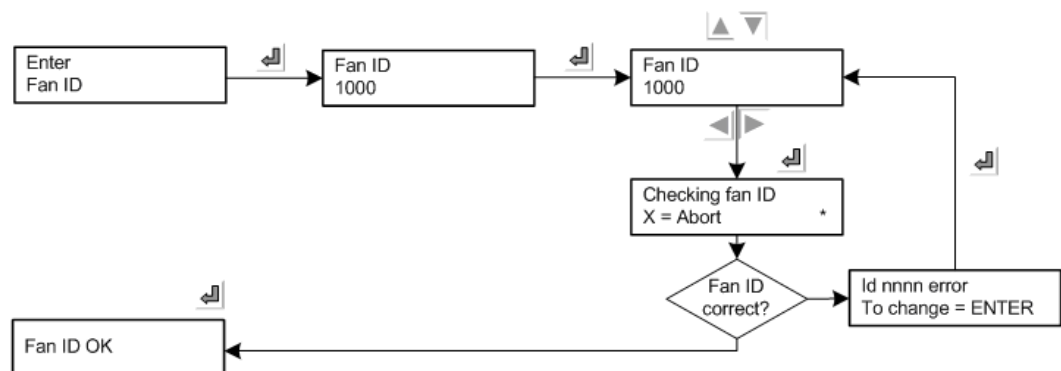 Enter
Fan ID
Fan ID
1000
Fan ID
1000
Checking fan ID
X = Abort *
Fan ID
correct?
Id nnnn error
To change = ENTER
Fan ID OK